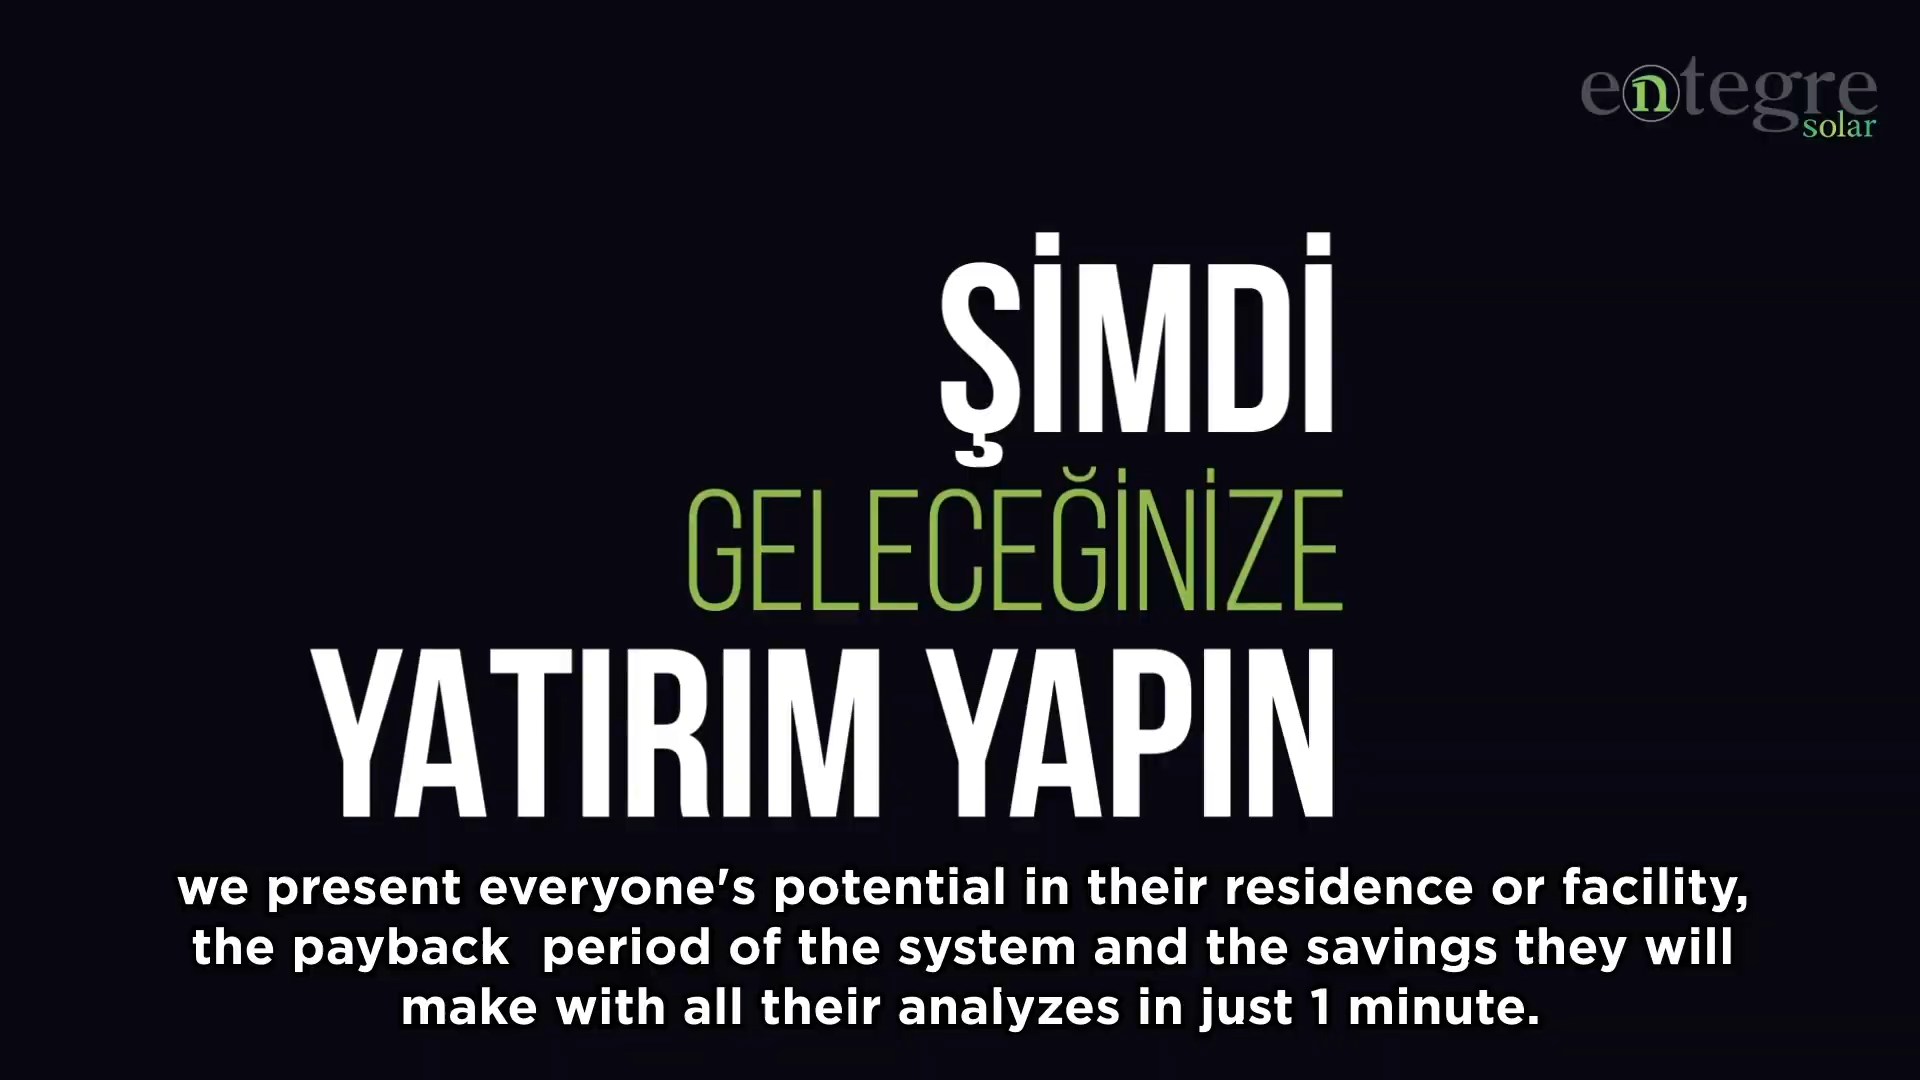 entegre
solar
ŞİMDİ
GELECEĞİNİZE
YATIRIM YAPIN
we present everyone's potential in their residence or facility,
the payback  period of the system and the savings they will
make with all their analyzes in just 1 minute.